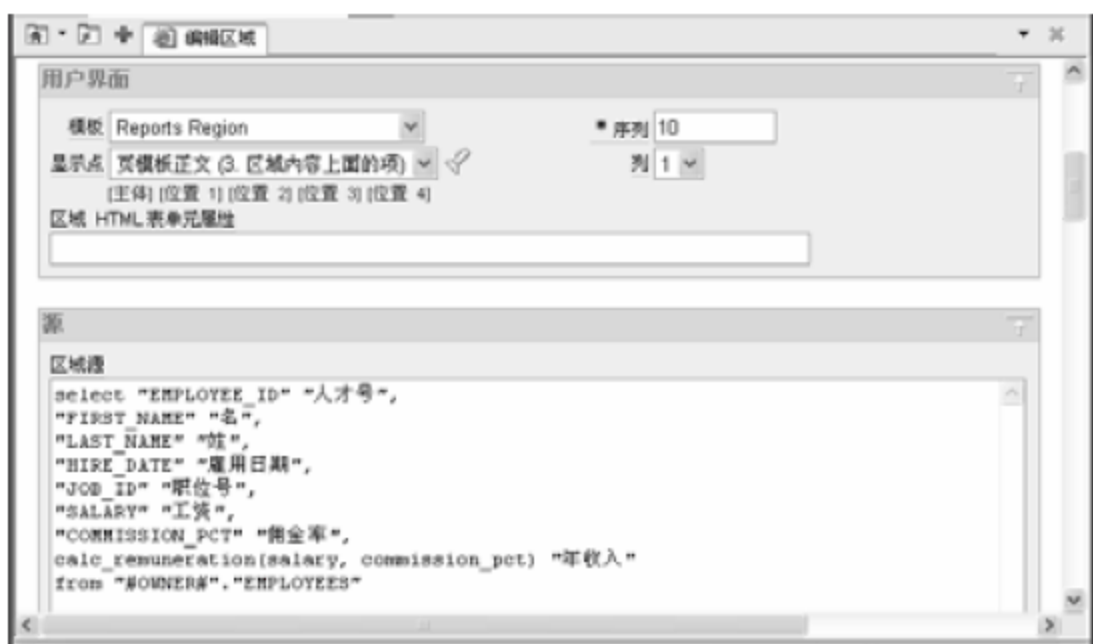 编辑区域
用户界面
模板 Reports Region * 序列 10
显示点 页模板正文 (3. 区域内容上面的项) 列 1
[主体] [位置 1] [位置 2] [位置 3] [位置 4]
区域 HTML 表单元属性
源
区域源
select "EMPLOYEE_ID" "人才号",
"FIRST_NAME" "名",
"LAST_NAME" "姓",
"HIRE_DATE" "雇用日期",
"JOB_ID" "职位号",
"SALARY" "工资",
"COMMISSION_PCT" "佣金率",
calc_remuneration(salary, commission_pct) "年收入"
from "#OWNER#"."EMPLOYEES"